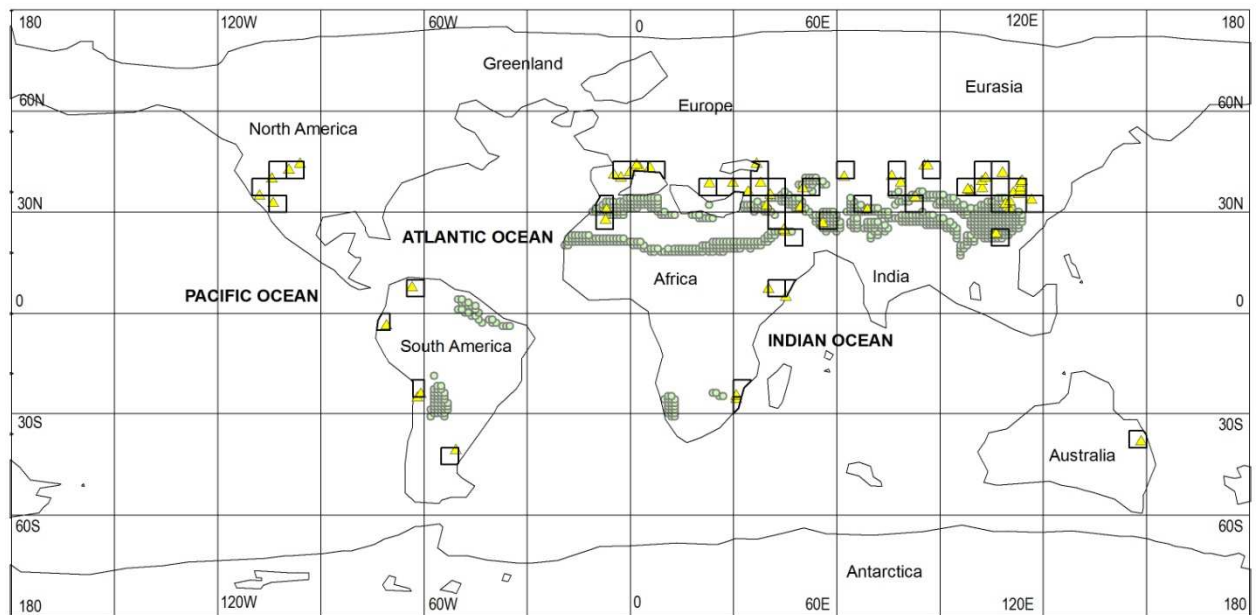 180 120W 60W 0 60E 120E 180
Greenland
Eurasia
Europe
60N 60N
North America
30N 30N
ATLANTIC OCEAN
Africa India
PACIFIC OCEAN
0 0
INDIAN OCEAN
South America
30S 30S
Australia
60S 60S
Antarctica
180 120W 60W 0 60E 120E 180